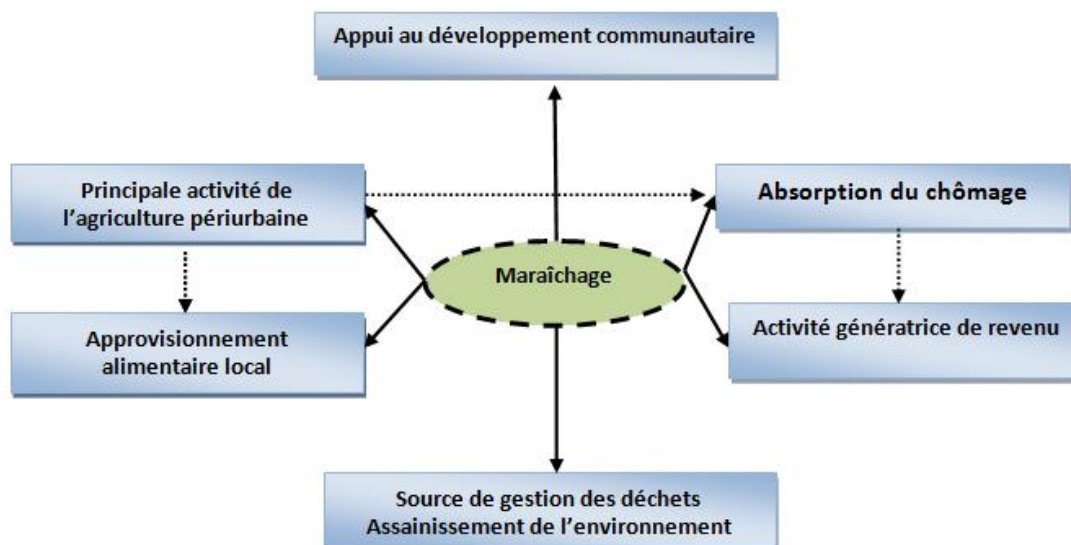 Appui au développement communautaire
Principale activité de
l’agriculture périurbaine
Absorption du chômage
Maraîchage
Approvisionnement
alimentaire local
Activité génératrice de revenu
Source de gestion des déchets
Assainissement de l’environnement